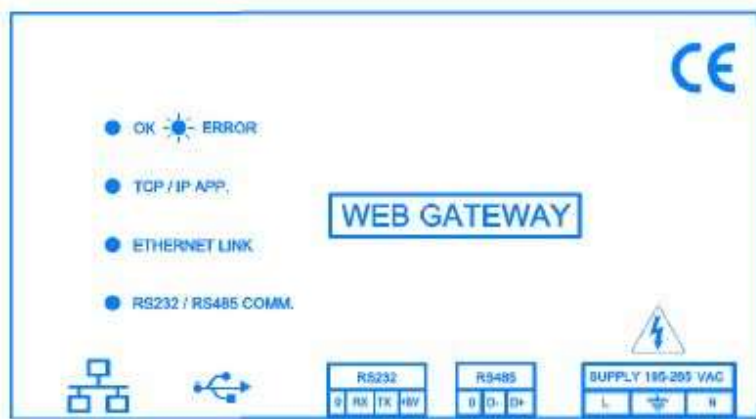 CE
OK ERROR
TCP / IP APP.
WEB GATEWAY
ETHERNET LINK
RS232 / RS485 COMM.
RS232 RS485 SUPPLY 195-265 VAC
0 RX TX +8V 0 D- D+ L N